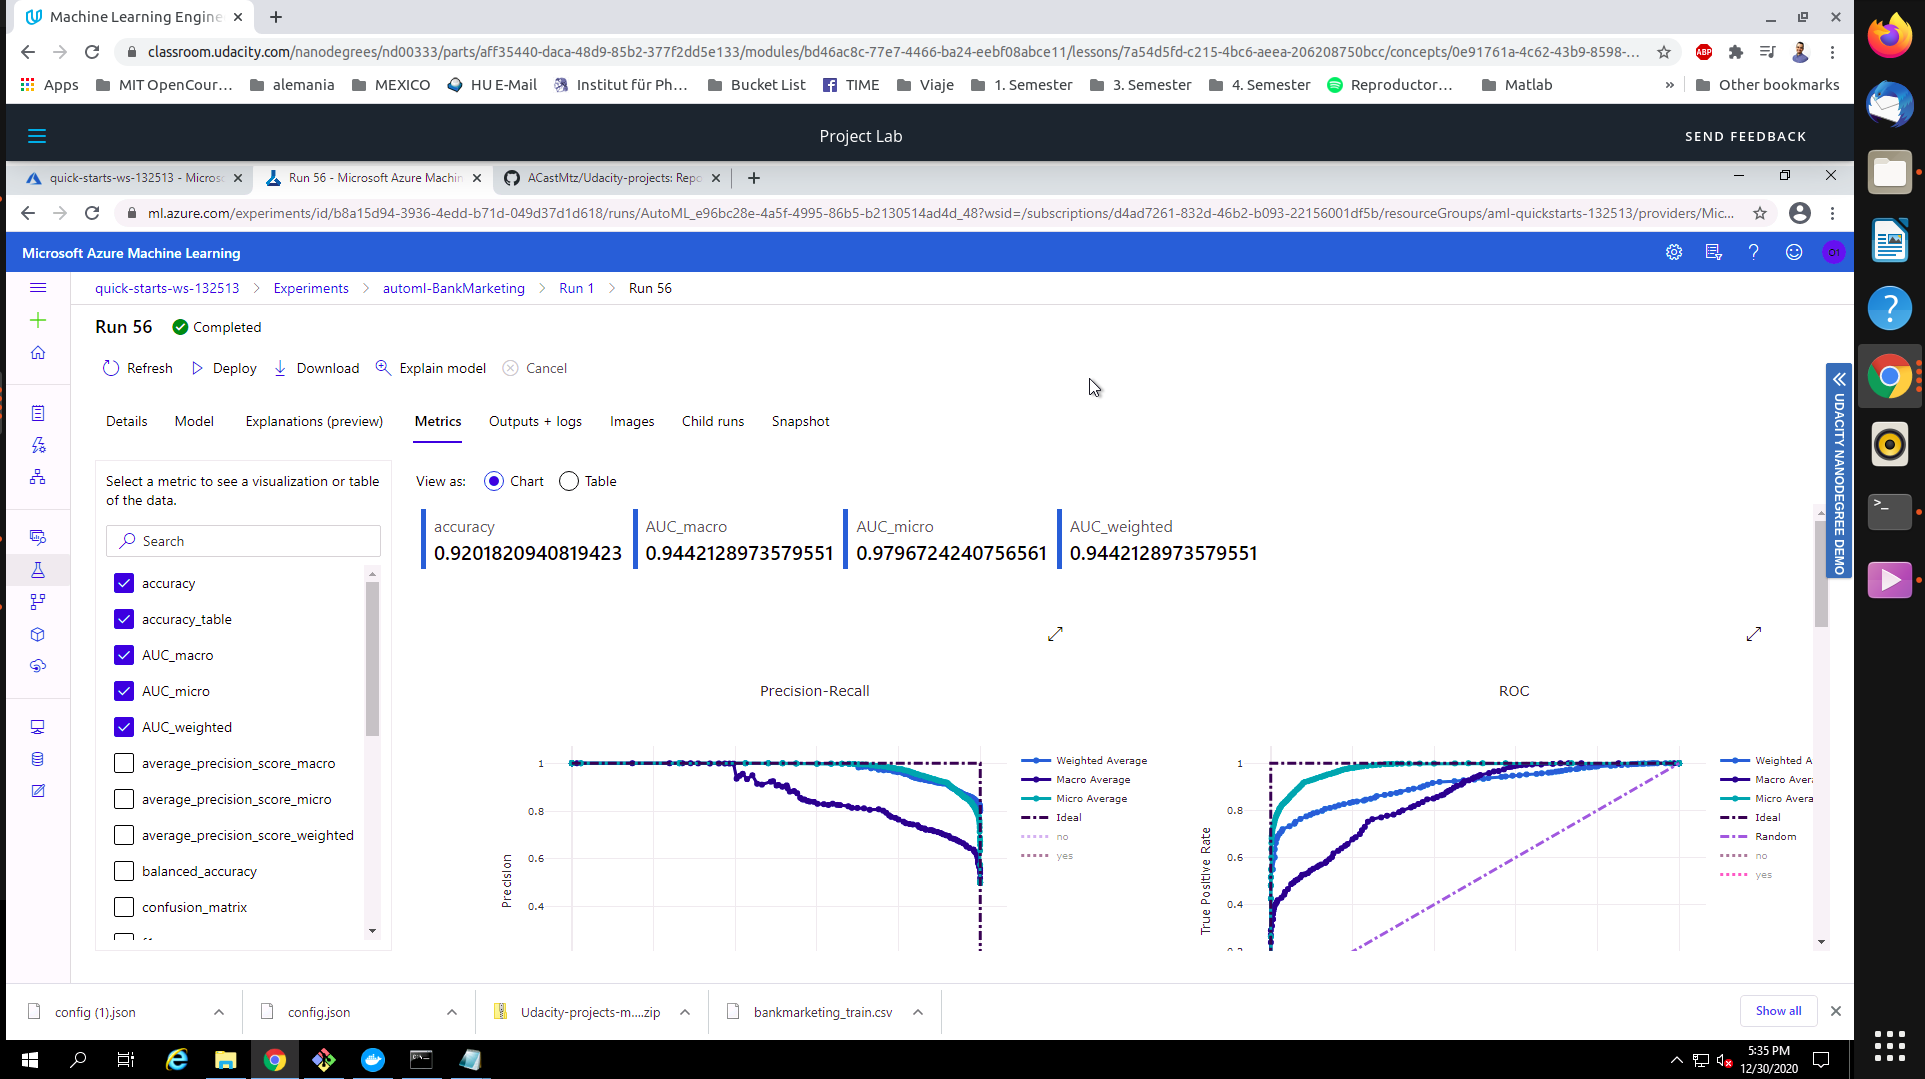 Machine Learning Engine
classroom.udacity.com/nanodegrees/nd00333/parts/aff35440-daca-48d9-85b2-377f2dd5e133/modules/bd46ac8c-77e7-4466-ba24-eebf08abce11/lessons/7a54d5fd-c215-4bc6-aeea-206208750bcc/concepts/0e91761a-4c62-43b9-8598-...
ABP
Apps MIT OpenCour... alemania MEXICO HU E-Mail Institut für Ph... Bucket List TIME Viaje 1. Semester 3. Semester 4. Semester Reproductor... Matlab » Other bookmarks
Project Lab
SEND FEEDBACK
quick-starts-ws-132513 - Micros
Run 56 - Microsoft Azure Machin
ACastMtz/Udacity-projects: Repo
ml.azure.com/experiments/id/b8a15d94-3936-4edd-b71d-049d37d1d618/runs/AutoML_e96bc28e-4a5f-4995-86b5-b2130514ad4d_48?wsid=/subscriptions/d4ad7261-832d-46b2-b093-22156001df5b/resourceGroups/aml-quickstarts-132513/providers/Mic...
Microsoft Azure Machine Learning
quick-starts-ws-132513 > Experiments > automl-BankMarketing > Run 1 > Run 56
Run 56 Completed
Refresh Deploy Download Explain model Cancel
Details Model Explanations (preview) Metrics Outputs + logs Images Child runs Snapshot
Select a metric to see a visualization or table
of the data.
Search
accuracy
accuracy_table
AUC_macro
AUC_micro
AUC_weighted
average_precision_score_macro
average_precision_score_micro
average_precision_score_weighted
balanced_accuracy
confusion_matrix
View as: Chart Table
accuracy
0.9201820940819423
AUC_macro
0.9442128973579551
AUC_micro
0.9796724240756561
AUC_weighted
0.9442128973579551
Precision-Recall
1
0.8
0.6
0.4
Precision
Weighted Average
Macro Average
Micro Average
Ideal
no
yes
ROC
1
0.8
0.6
0.4
0.2
True Positive Rate
Weighted A
Macro Avera
Micro Avera
Ideal
Random
no
yes
UDACITY NANODEGREE DEMO
config (1).json
config.json
Udacity-projects-m....zip
bankmarketing_train.csv
Show all
5:35 PM
12/30/2020